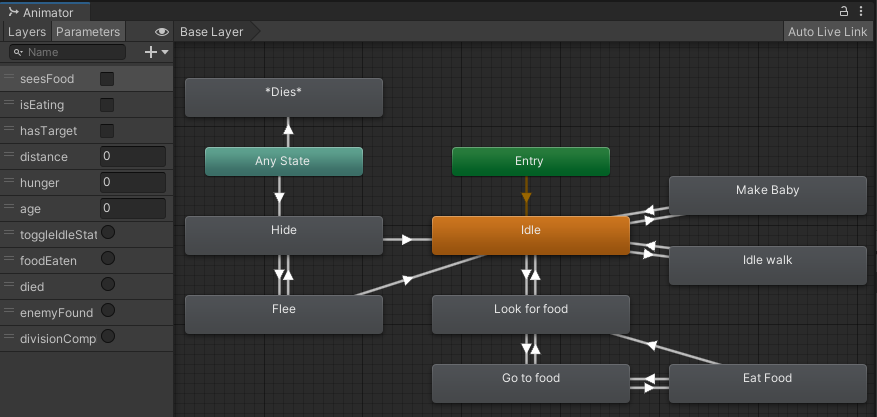 Animator
Layers Parameters
Base Layer
Auto Live Link
Name
seesFood
isEating
hasTarget
distance 0
hunger 0
age 0
toggleIdleStat
foodEaten
died
enemyFound
divisionComp
*Dies*
Any State
Entry
Make Baby
Hide
Idle
Idle walk
Flee
Look for food
Go to food
Eat Food